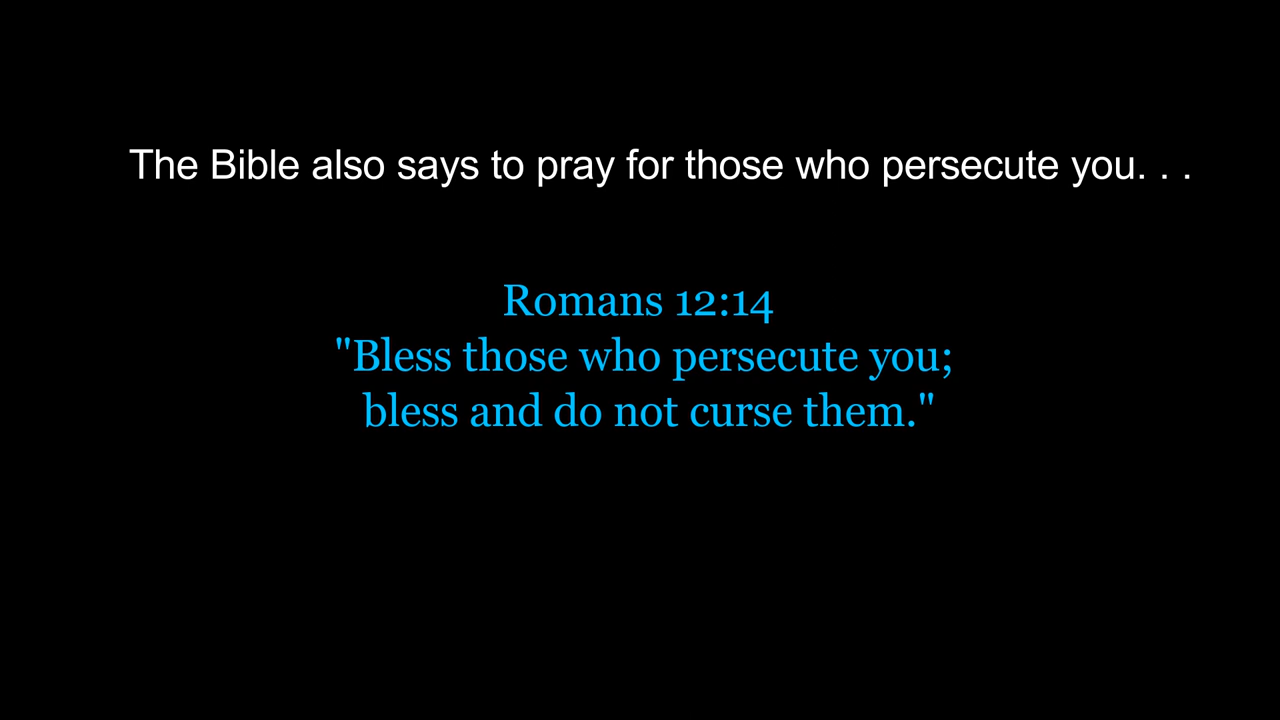 The Bible also says to pray for those who persecute you. . .
Romans 12:14
"Bless those who persecute you;
bless and do not curse them."